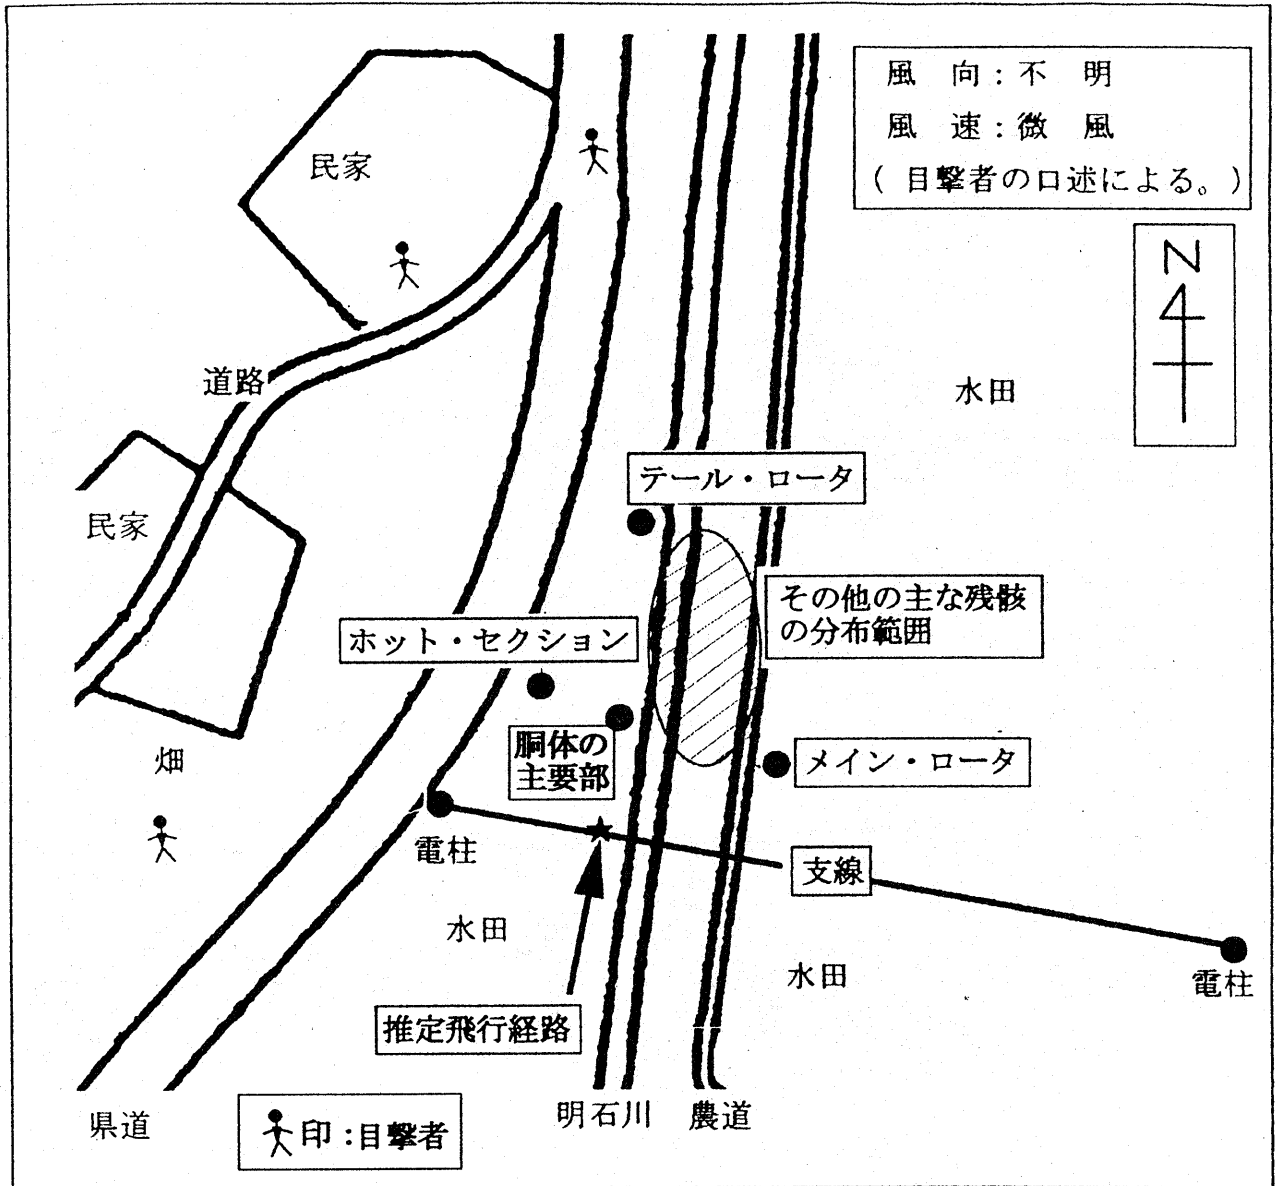 風 向：不 明
風 速：微 風
（ 目撃者の口述による。）
民家
N
道路
水田
テール・ロータ
民家
その他の主な残骸
の分布範囲
ホット・セクション
胴体の
主要部
メイン・ロータ
畑
電柱
支線
水田
水田
電柱
推定飛行経路
県道
印：目撃者
明石川
農道